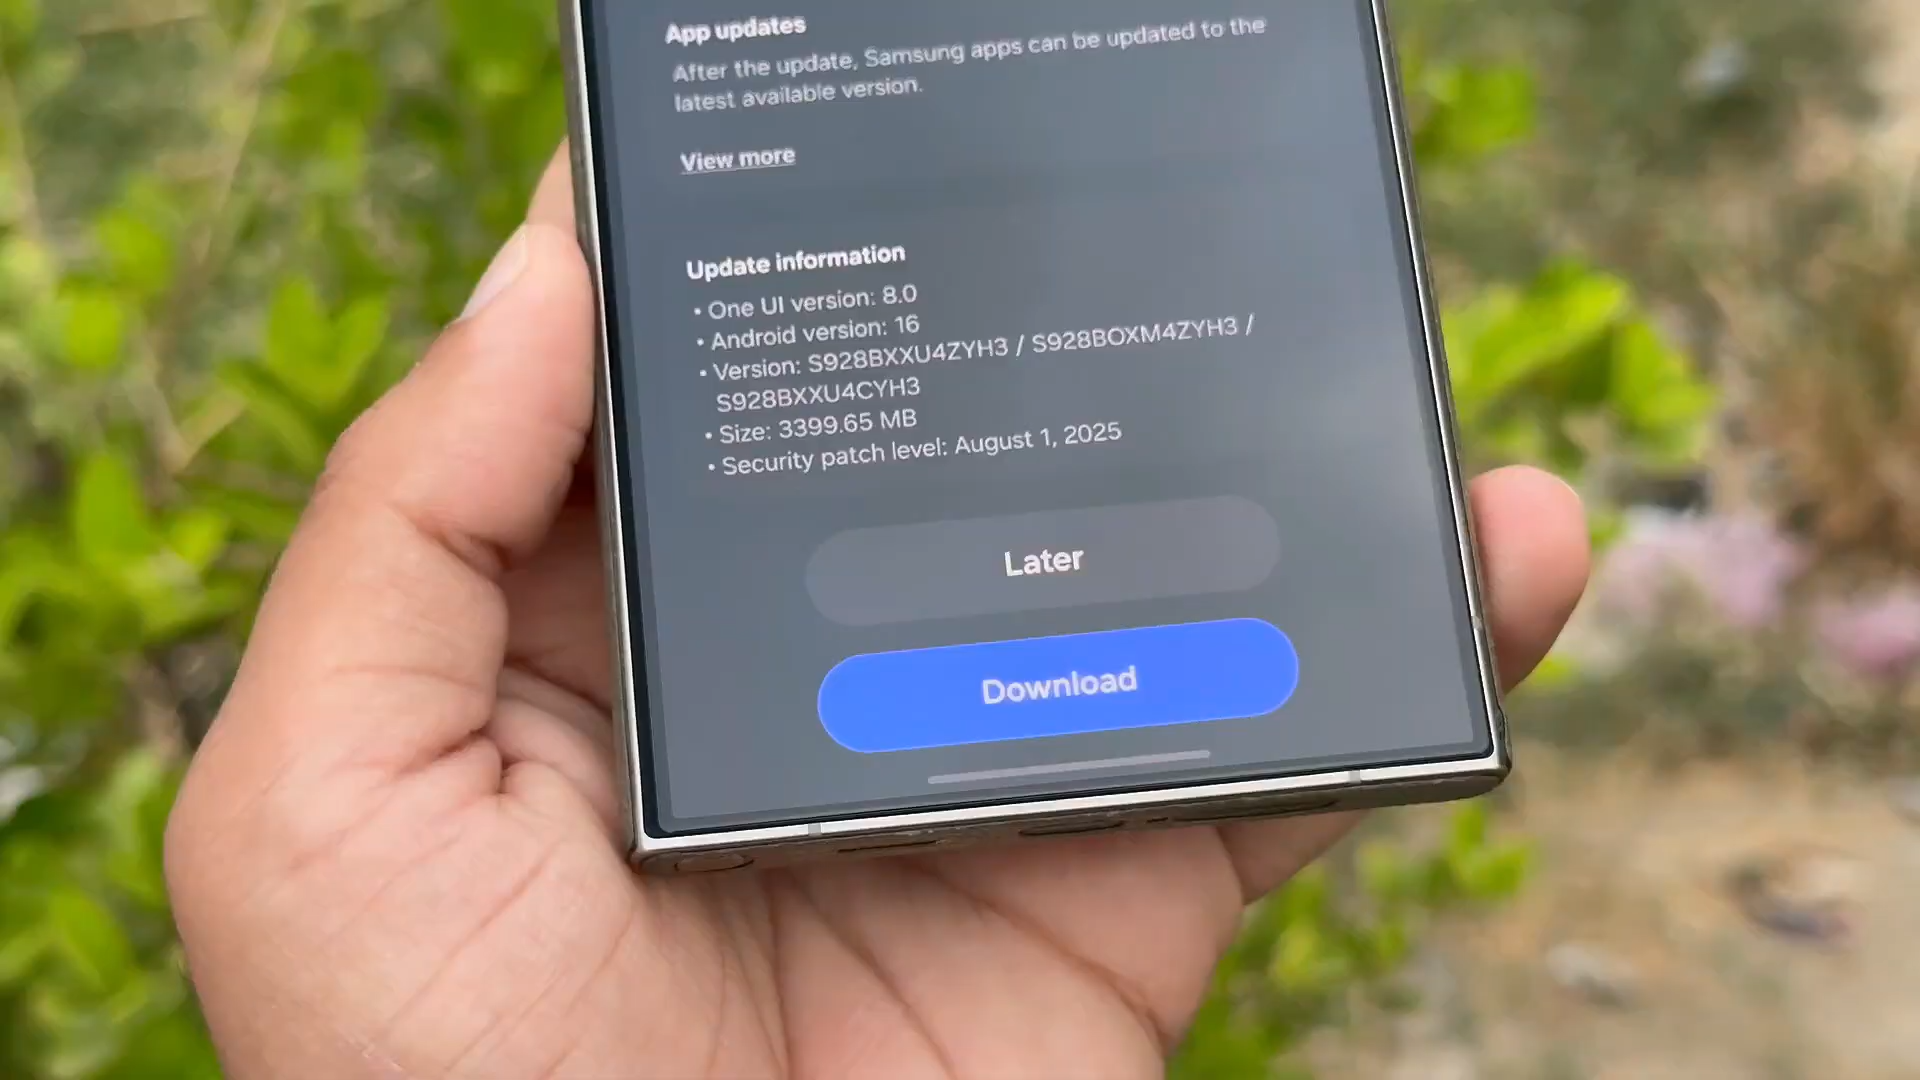 App updates
After the update, Samsung apps can be updated to the
latest available version.
View more
Update information
• One UI version: 8.0
• Android version: 16
• Version: S928BXXU4ZYH3 / S928BOXM4ZYH3 /
S928BXXU4CYH3
• Size: 3399.65 MB
• Security patch level: August 1, 2025
Later
Download